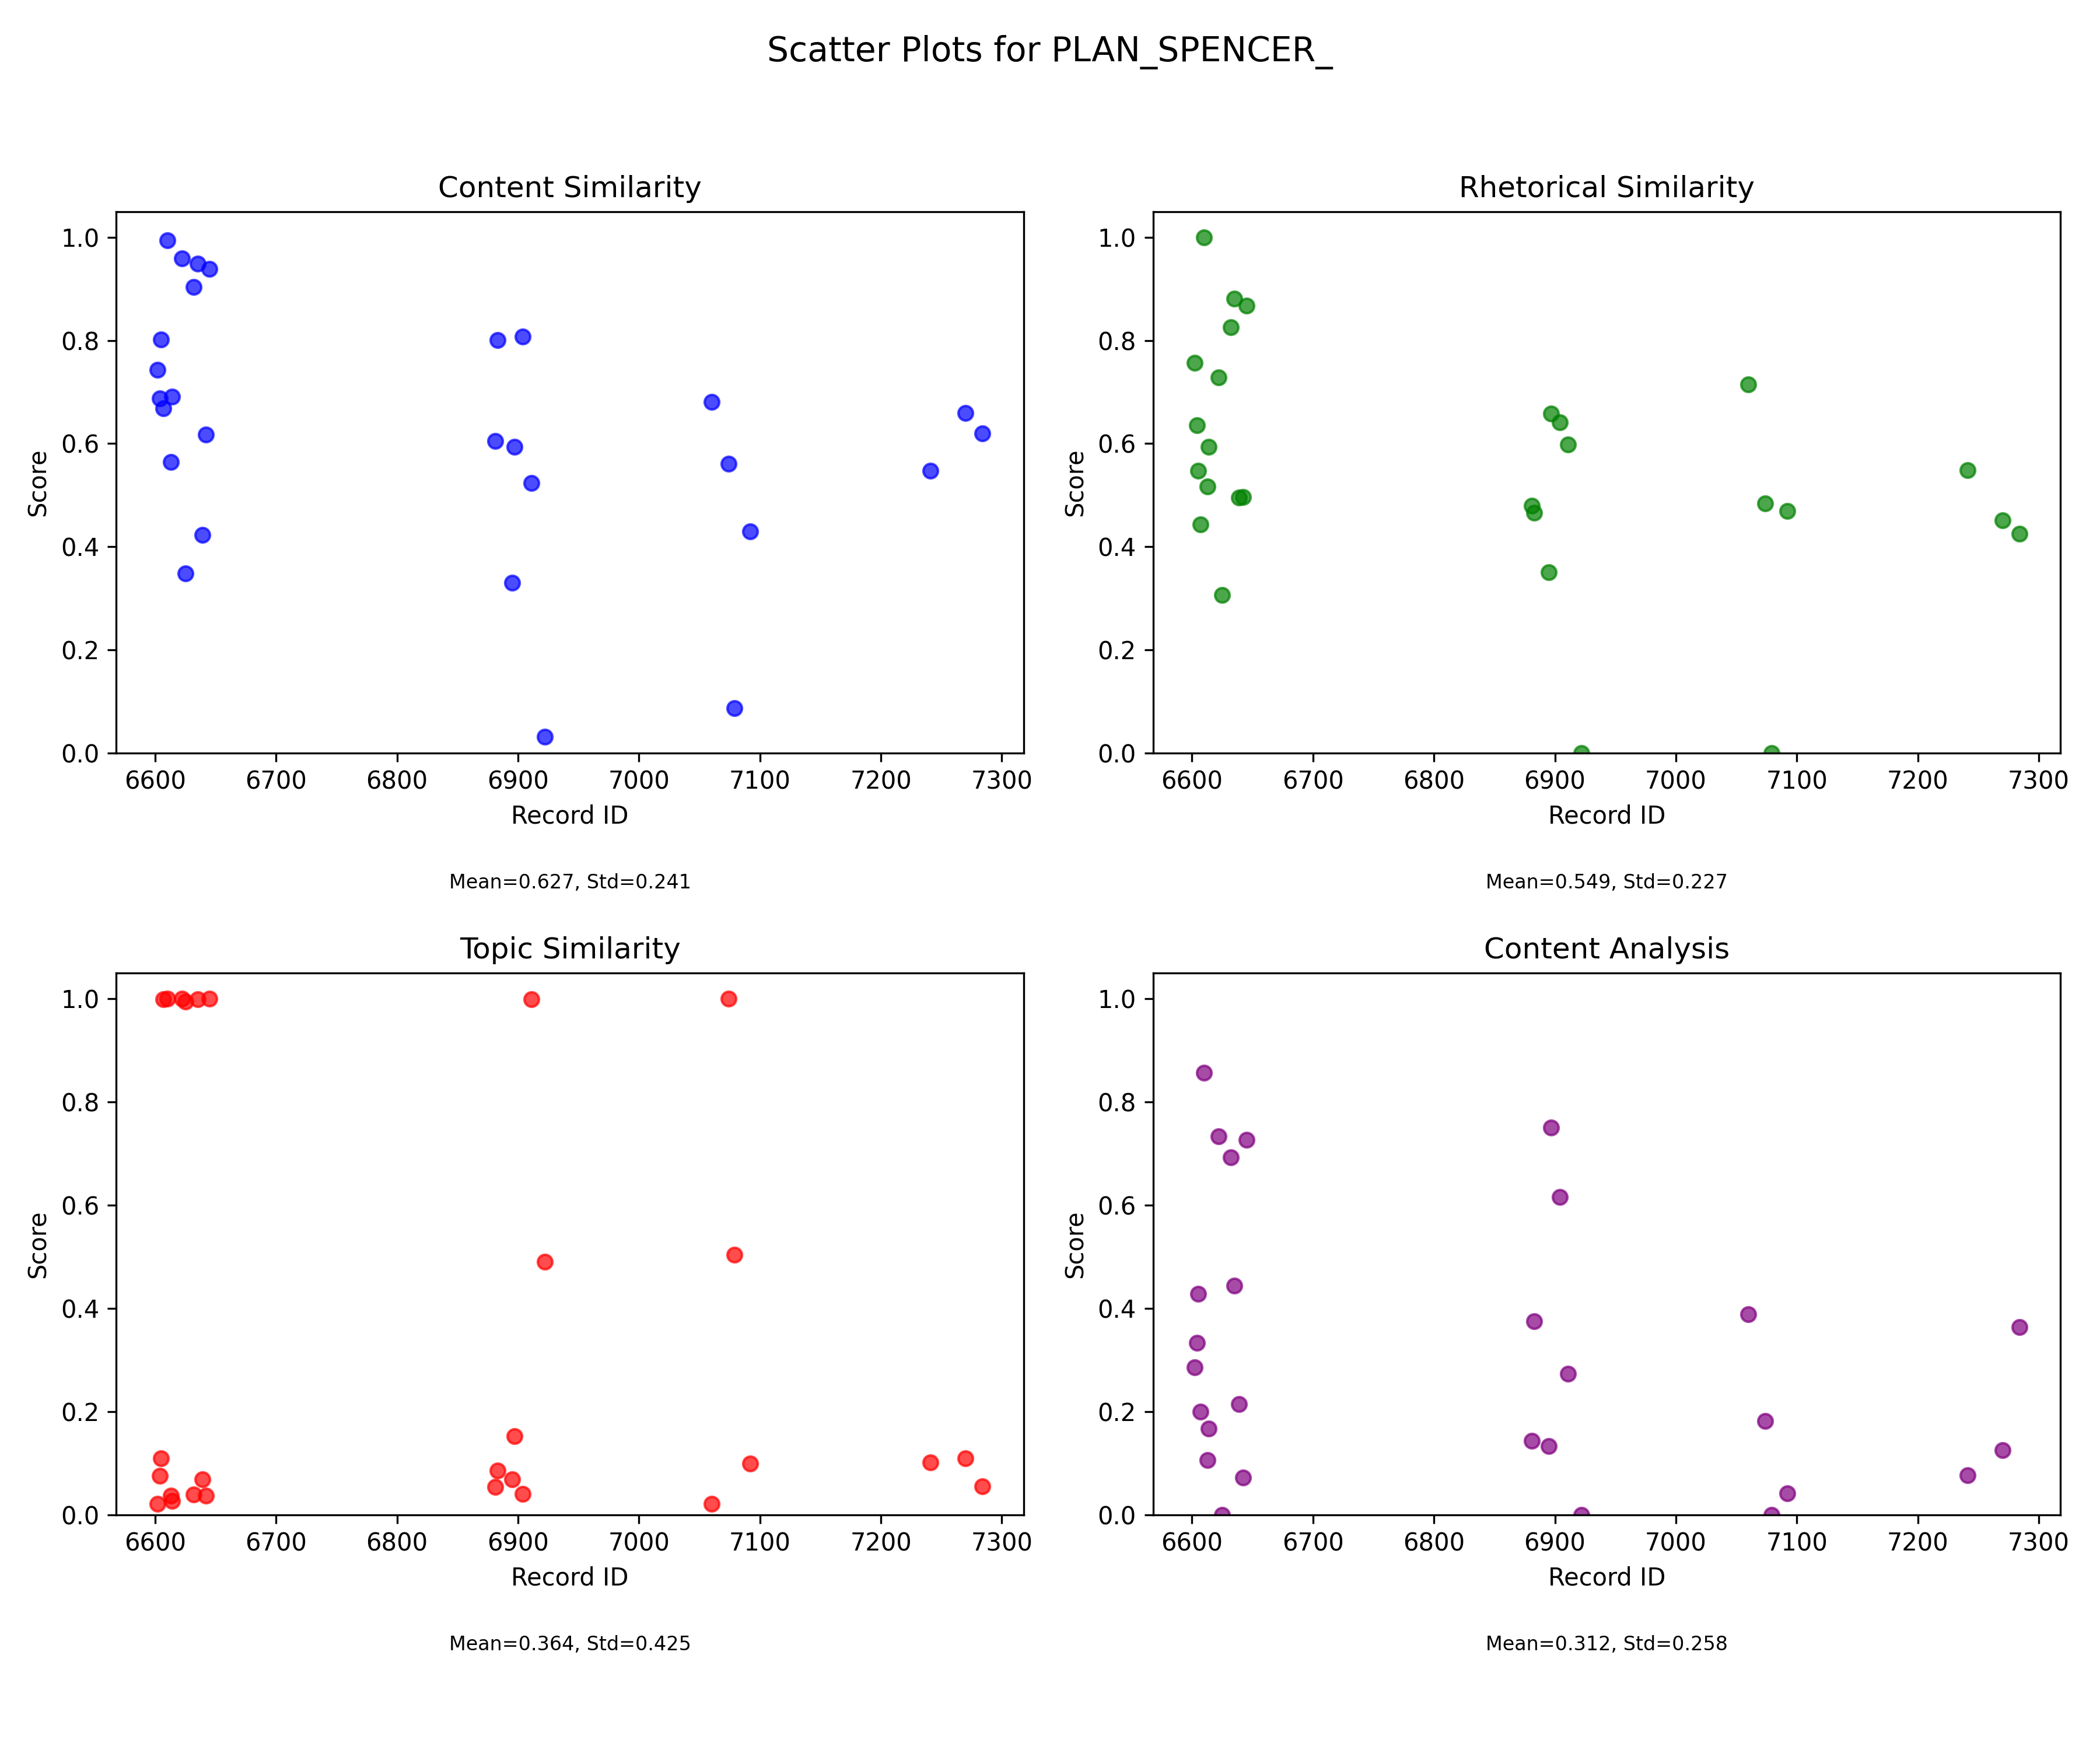 Scatter Plots for PLAN_SPENCER_
Content Similarity
Score
1.0
0.8
0.6
0.4
0.2
0.0
6600 6700 6800 6900 7000 7100 7200 7300
Record ID
Mean=0.627, Std=0.241
Rhetorical Similarity
Score
1.0
0.8
0.6
0.4
0.2
0.0
6600 6700 6800 6900 7000 7100 7200 7300
Record ID
Mean=0.549, Std=0.227
Topic Similarity
Score
1.0
0.8
0.6
0.4
0.2
0.0
6600 6700 6800 6900 7000 7100 7200 7300
Record ID
Mean=0.364, Std=0.425
Content Analysis
Score
1.0
0.8
0.6
0.4
0.2
0.0
6600 6700 6800 6900 7000 7100 7200 7300
Record ID
Mean=0.312, Std=0.258